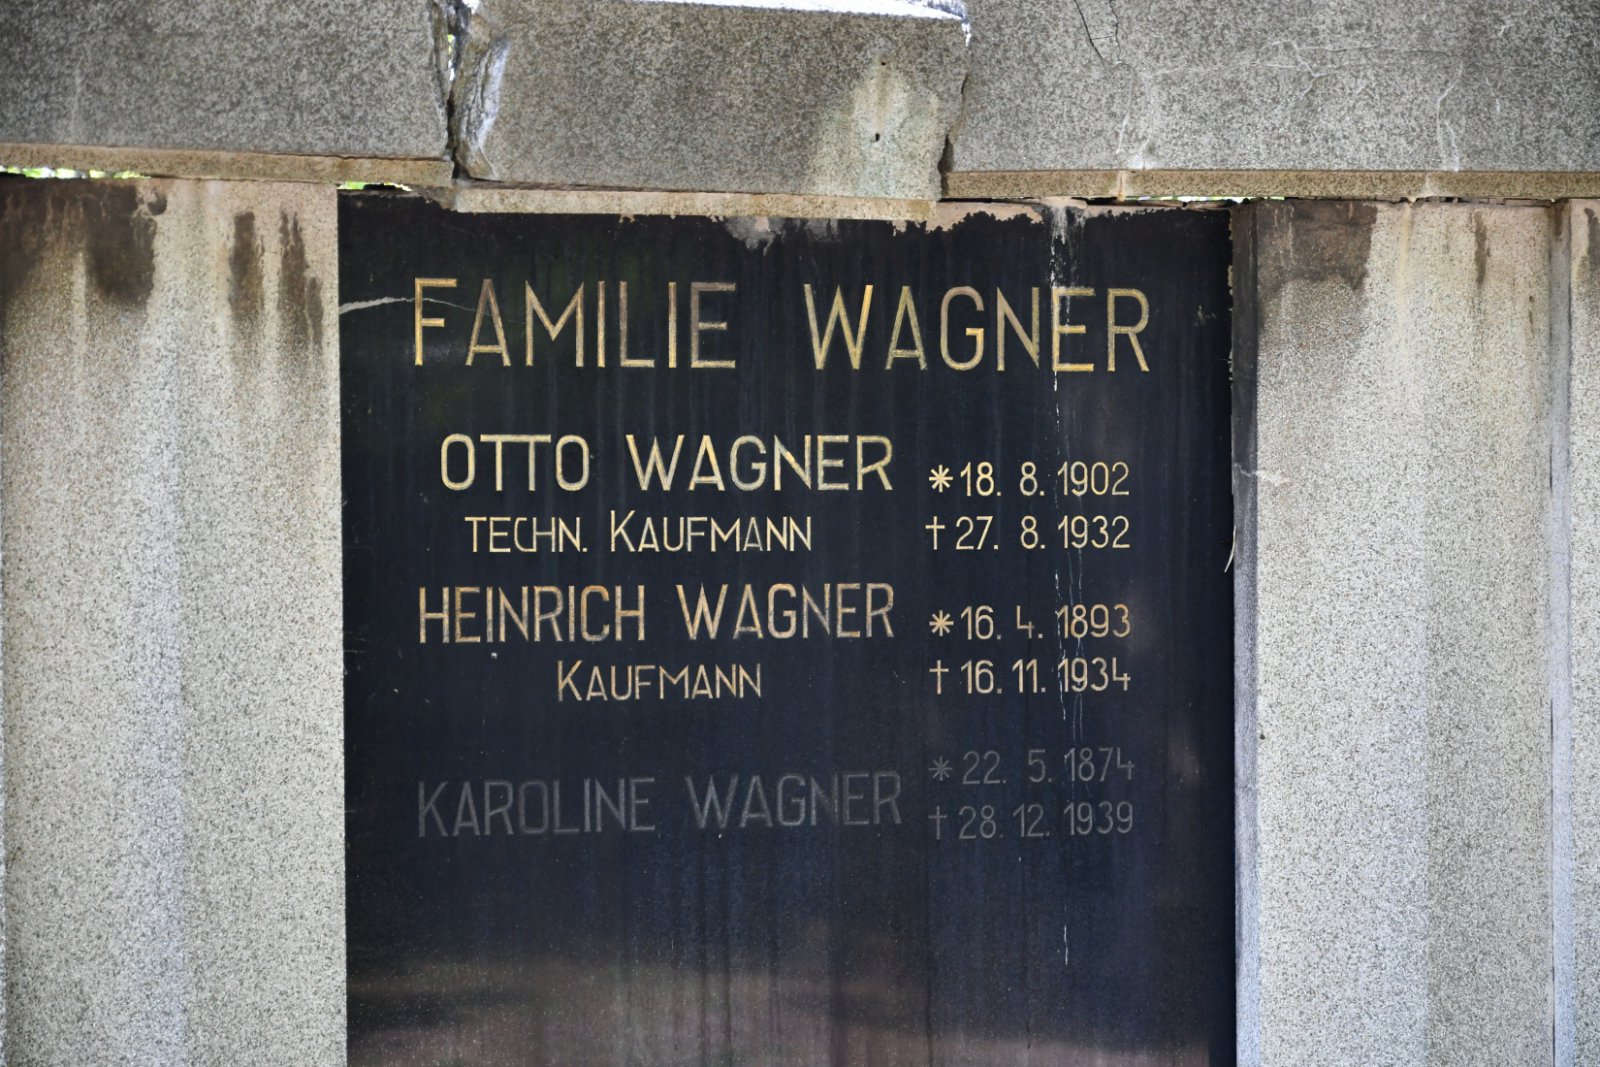 FAMILIE WAGNER
OTTO WAGNER * 18. 8. 1902
TECHN. KAUFMANN † 27. 8. 1932
HEINRICH WAGNER * 16. 4. 1893
KAUFMANN † 16. 11. 1934
KAROLINE WAGNER * 22. 5. 1874
† 28. 12. 1939